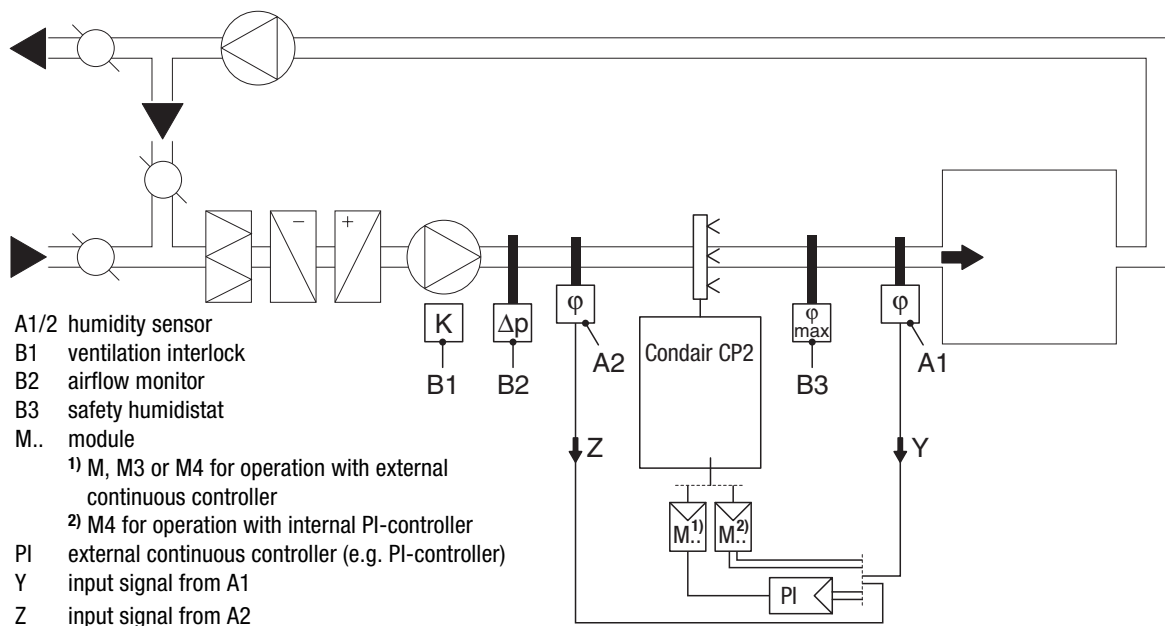 −
+
K
Δp
φ
Condair CP2
φ
max
φ
B1
B2
A2
B3
A1
Z
Y
M.. 1)
M.. 2)
PI
A1/2 humidity sensor
B1 ventilation interlock
B2 airflow monitor
B3 safety humidistat
M.. module
1) M, M3 or M4 for operation with external
continuous controller
2) M4 for operation with internal PI-controller
PI external continuous controller (e.g. PI-controller)
Y input signal from A1
Z input signal from A2